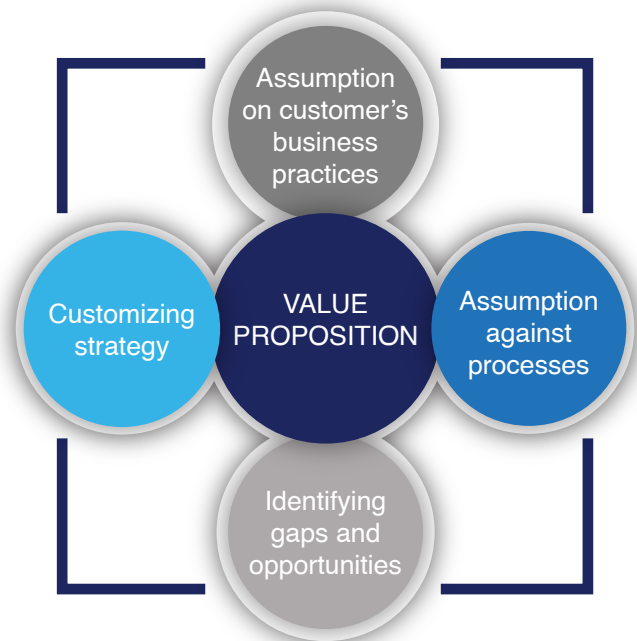 Assumption
on customer’s
business
practices
Customizing
strategy
VALUE
PROPOSITION
Assumption
against
processes
Identifying
gaps and
opportunities